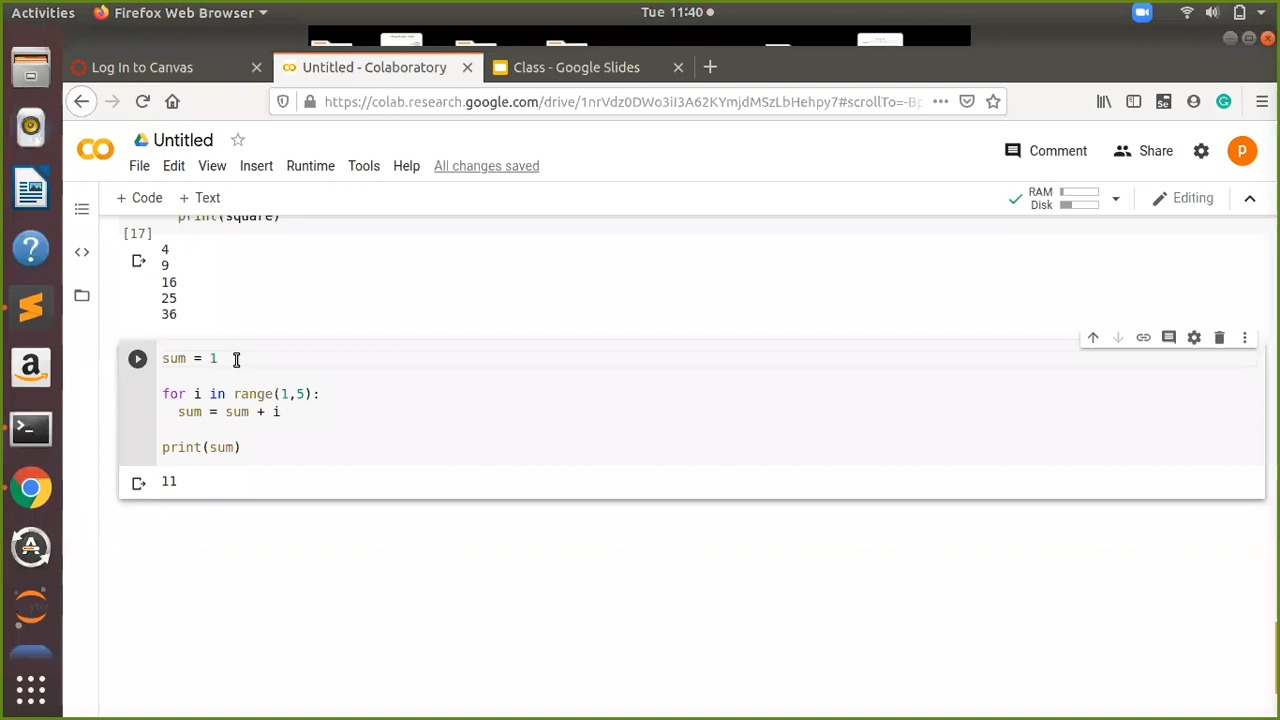 Activities Firefox Web Browser Tue 11:40
Log In to Canvas Untitled - Colaboratory Class - Google Slides
https://colab.research.google.com/drive/1nrVdz0DWo3iI3A62KYmjdMSzLbHehpy7#scrollTo=-Bp
Untitled
Comment Share P
File Edit View Insert Runtime Tools Help All changes saved
+ Code + Text RAM Disk Editing
print(square)
[17]
4
9
16
25
36
sum = 1
for i in range(1,5):
sum = sum + i
print(sum)
11